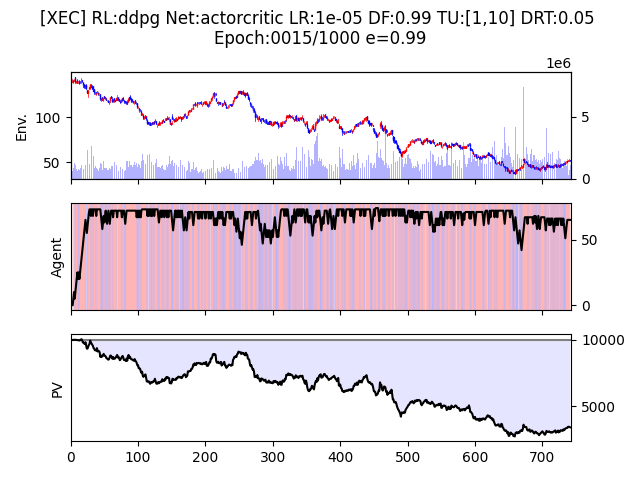 [XEC] RL:ddpg Net:actorcritic LR:1e-05 DF:0.99 TU:[1,10] DRT:0.05
Epoch:0015/1000 e=0.99
1e6
Env.
100
50
5
0
Agent
50
0
PV
10000
5000
0 100 200 300 400 500 600 700